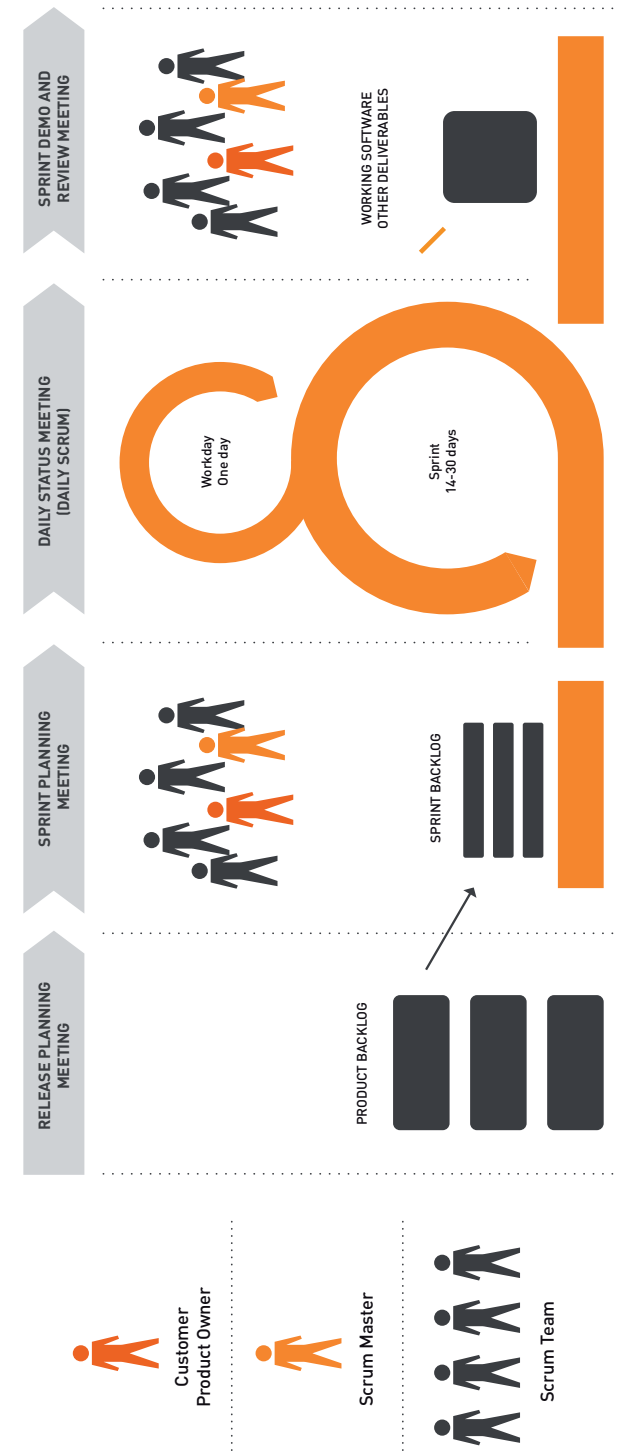 Customer
Product Owner
Scrum Master
Scrum Team
RELEASE PLANNING
MEETING
SPRINT PLANNING
MEETING
DAILY STATUS MEETING
(DAILY SCRUM)
SPRINT DEMO AND
REVIEW MEETING
PRODUCT BACKLOG
SPRINT BACKLOG
Workday
One day
Sprint
14-30 days
WORKING SOFTWARE
OTHER DELIVERABLES